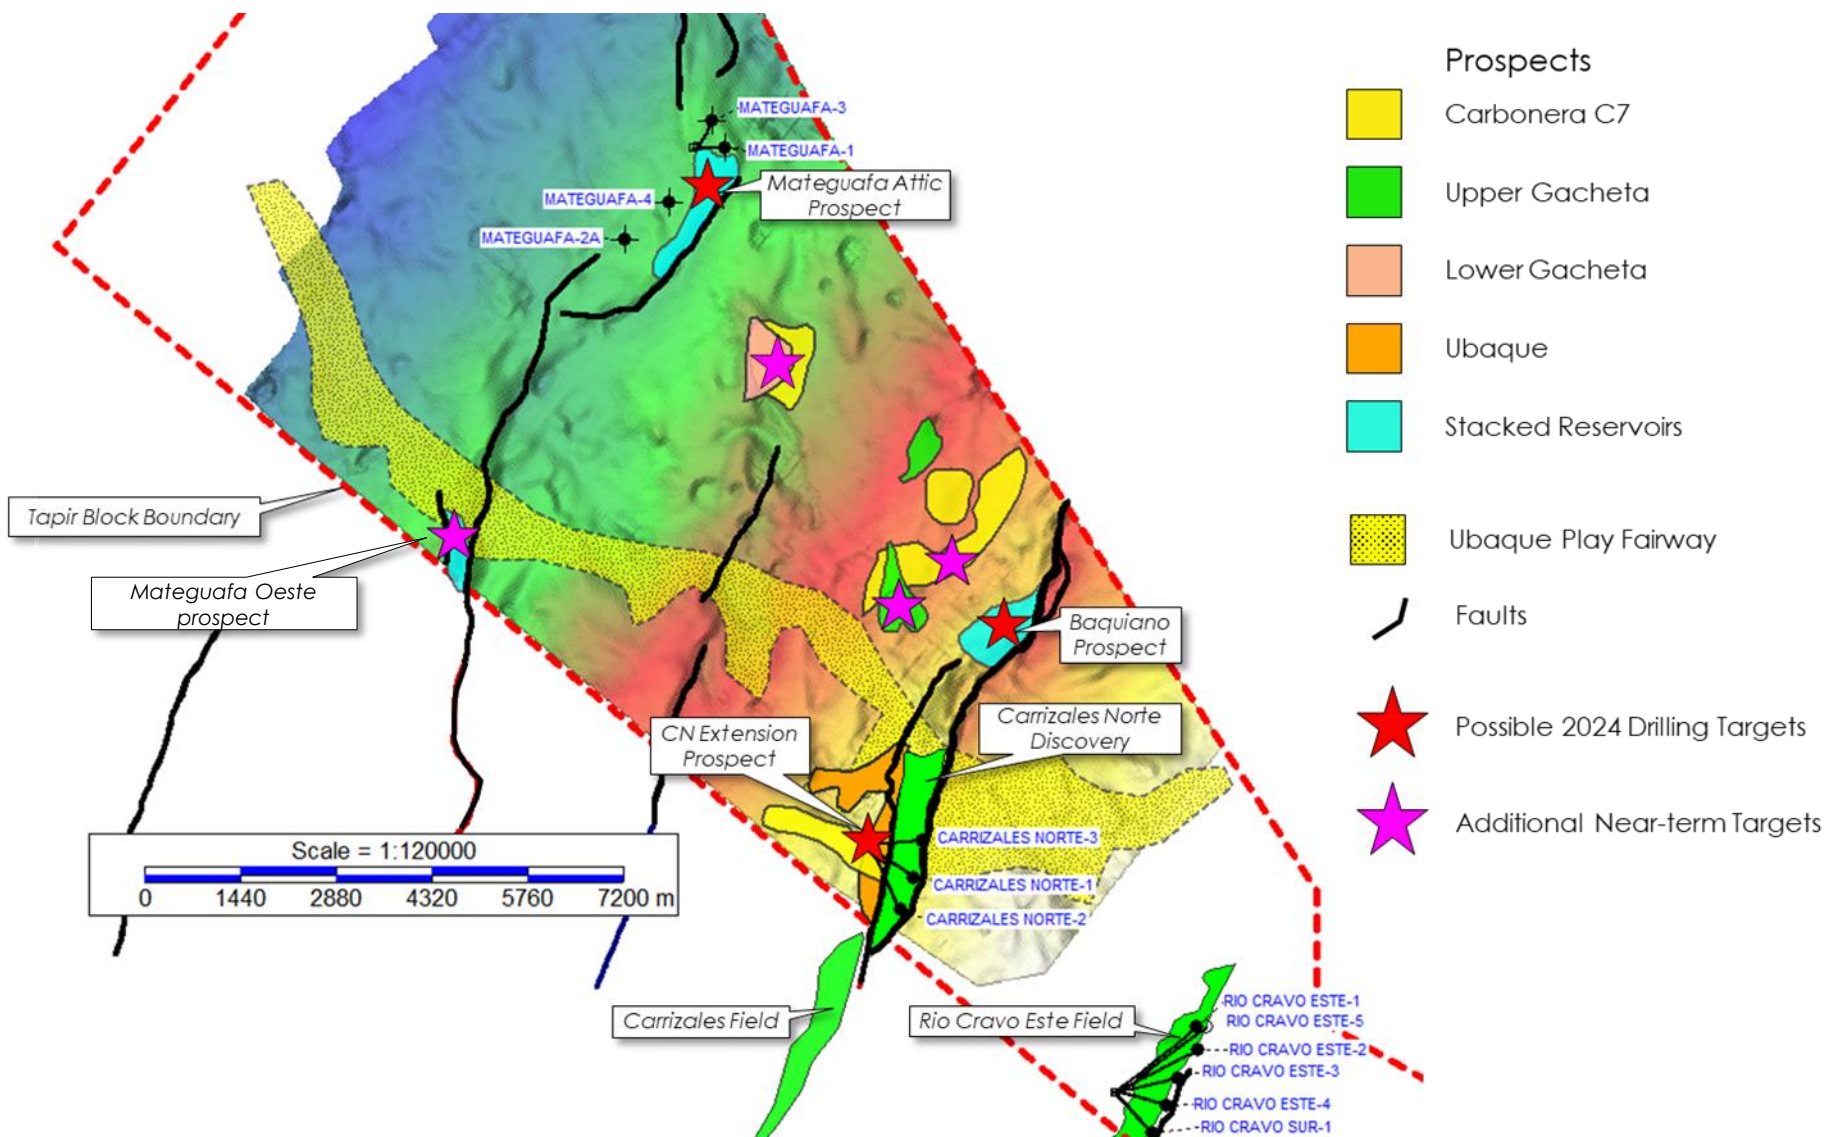 MATEGUAFA-3
MATEGUAFA-1
Mateguafa Attic
Prospect
MATEGUAFA-4
MATEGUAFA-2A
Tapir Block Boundary
Mateguafa Oeste
prospect
Baquiano
Prospect
Carrizales Norte
Discovery
CN Extension
Prospect
CARRIZALES NORTE-3
CARRIZALES NORTE-1
CARRIZALES NORTE-2
Scale = 1:120000
0 1440 2880 4320 5760 7200 m
Carrizales Field
Rio Cravo Este Field
RIO CRAVO ESTE-1
RIO CRAVO ESTE-5
RIO CRAVO ESTE-2
RIO CRAVO ESTE-3
RIO CRAVO ESTE-4
RIO CRAVO SUR-1
Prospects
Carbonera C7
Upper Gacheta
Lower Gacheta
Ubaque
Stacked Reservoirs
Ubaque Play Fairway
Faults
Possible 2024 Drilling Targets
Additional Near-term Targets